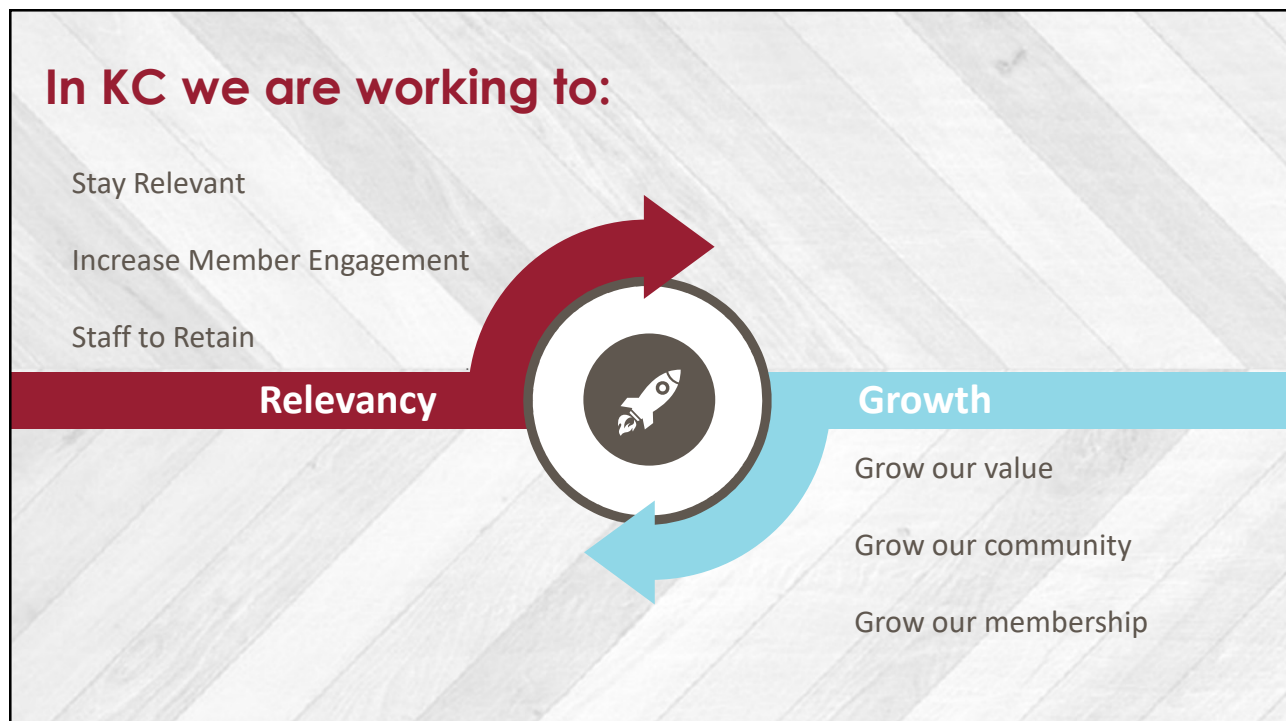 In KC we are working to:
Stay Relevant
Increase Member Engagement
Staff to Retain
Relevancy
Growth
Grow our value
Grow our community
Grow our membership